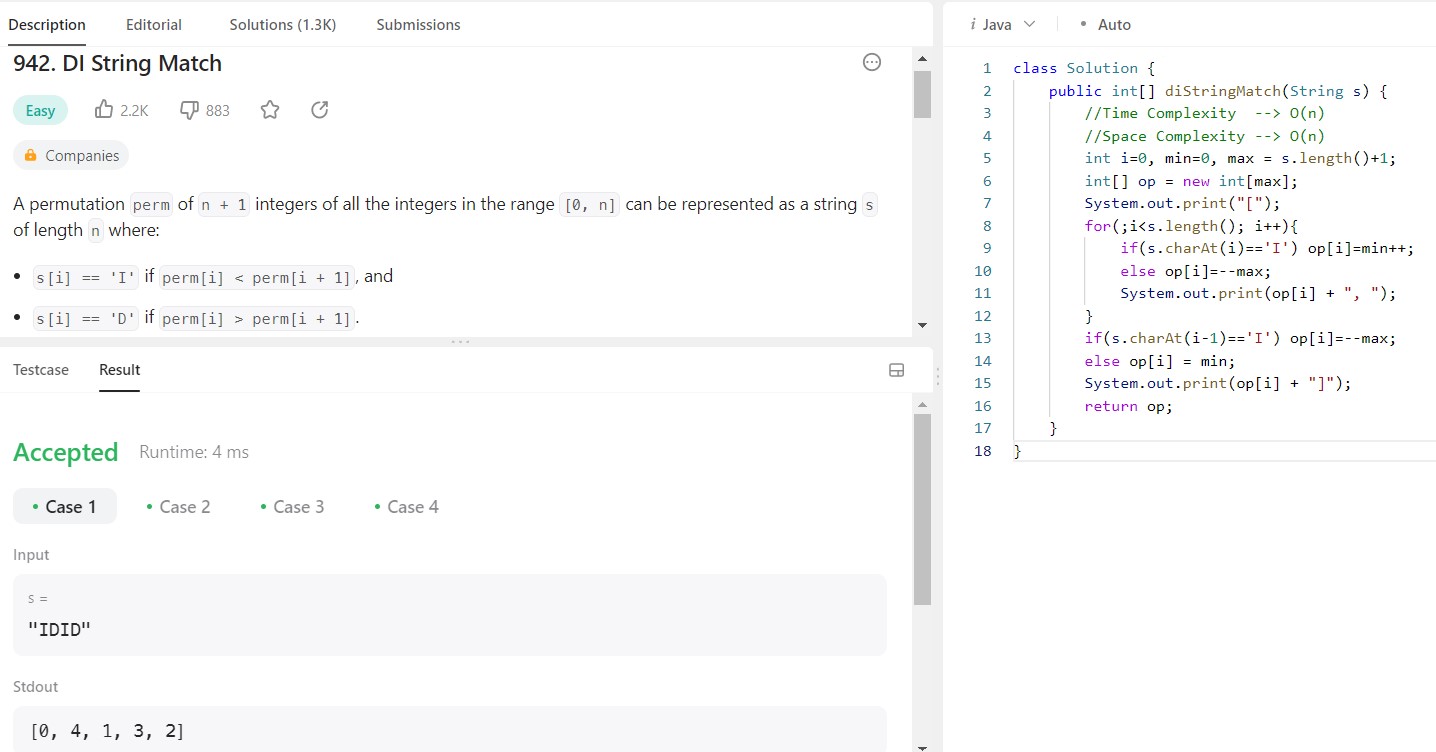 Description Editorial Solutions (1.3K) Submissions
942. DI String Match
Easy 2.2K 883
Companies
A permutation perm of n + 1 integers of all the integers in the range [0, n] can be represented as a string s
of length n where:
• s[i] == 'I' if perm[i] < perm[i + 1], and
• s[i] == 'D' if perm[i] > perm[i + 1].
Testcase Result
Accepted Runtime: 4 ms
• Case 1 • Case 2 • Case 3 • Case 4
Input
s =
"IDID"
Stdout
[0, 4, 1, 3, 2]
i Java • Auto
1 class Solution {
2 public int[] diStringMatch(String s) {
3 //Time Complexity --> O(n)
4 //Space Complexity --> O(n)
5 int i=0, min=0, max = s.length()+1;
6 int[] op = new int[max];
7 System.out.print("[");
8 for(;i<s.length(); i++){
9 if(s.charAt(i)=='I') op[i]=min++;
10 else op[i]=--max;
11 System.out.print(op[i] + ", ");
12 }
13 if(s.charAt(i-1)=='I') op[i]=--max;
14 else op[i] = min;
15 System.out.print(op[i] + "]");
16 return op;
17 }
18 }